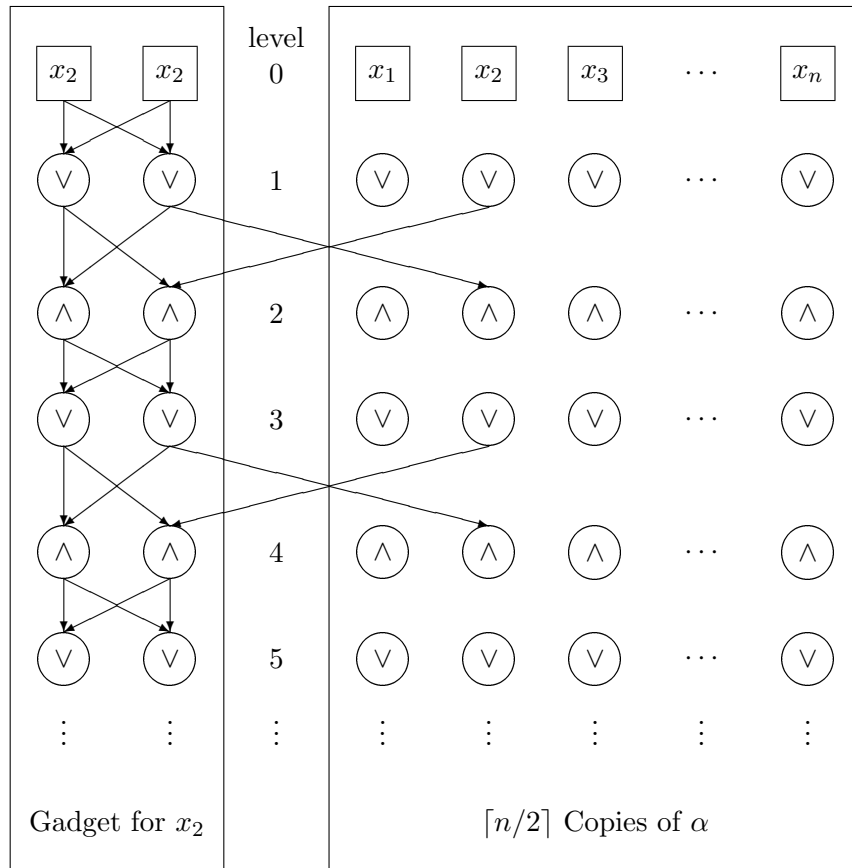 level
x₂ x₂ 0 x₁ x₂ x₃ ⋯ xₙ
∨ ∨ 1 ∨ ∨ ∨ ⋯ ∨
∧ ∧ 2 ∧ ∧ ∧ ⋯ ∧
∨ ∨ 3 ∨ ∨ ∨ ⋯ ∨
∧ ∧ 4 ∧ ∧ ∧ ⋯ ∧
∨ ∨ 5 ∨ ∨ ∨ ⋯ ∨
⋮ ⋮ ⋮ ⋮ ⋮ ⋮ ⋮
Gadget for x₂ ⌈n/2⌉ Copies of α